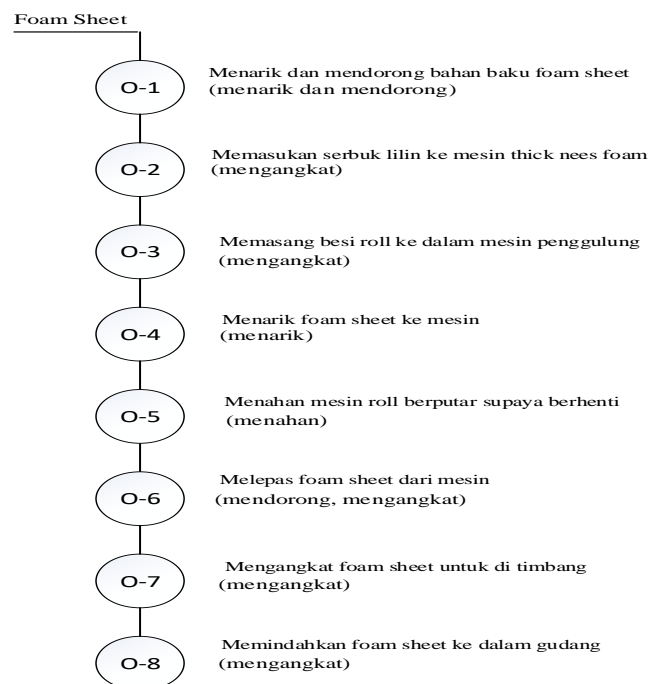 Foam Sheet
O-1
Menarik dan mendorong bahan baku foam sheet
(menarik dan mendorong)
O-2
Memasukan serbuk lilin ke mesin thick nees foam
(mengangkat)
O-3
Memasang besi roll ke dalam mesin penggulung
(mengangkat)
O-4
Menarik foam sheet ke mesin
(menarik)
O-5
Menahan mesin roll berputar supaya berhenti
(menahan)
O-6
Melepas foam sheet dari mesin
(mendorong, mengangkat)
O-7
Mengangkat foam sheet untuk di timbang
(mengangkat)
O-8
Memindahkan foam sheet ke dalam gudang
(mengangkat)